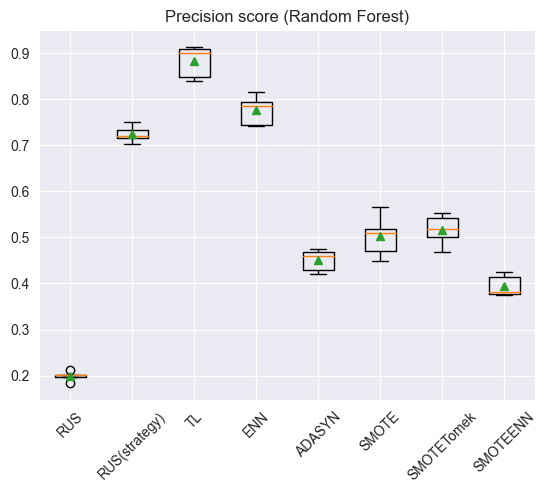 Precision score (Random Forest)
0.9
0.8
0.7
0.6
0.5
0.4
0.3
0.2
RUS
RUS(strategy)
TL
ENN
ADASYN
SMOTE
SMOTETomek
SMOTEENN